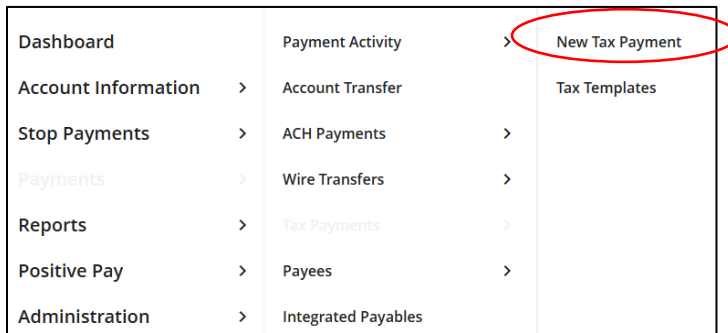 Dashboard
Account Information
Stop Payments
Payments
Reports
Positive Pay
Administration
Payment Activity
Account Transfer
ACH Payments
Wire Transfers
Tax Payments
Payees
Integrated Payables
New Tax Payment
Tax Templates